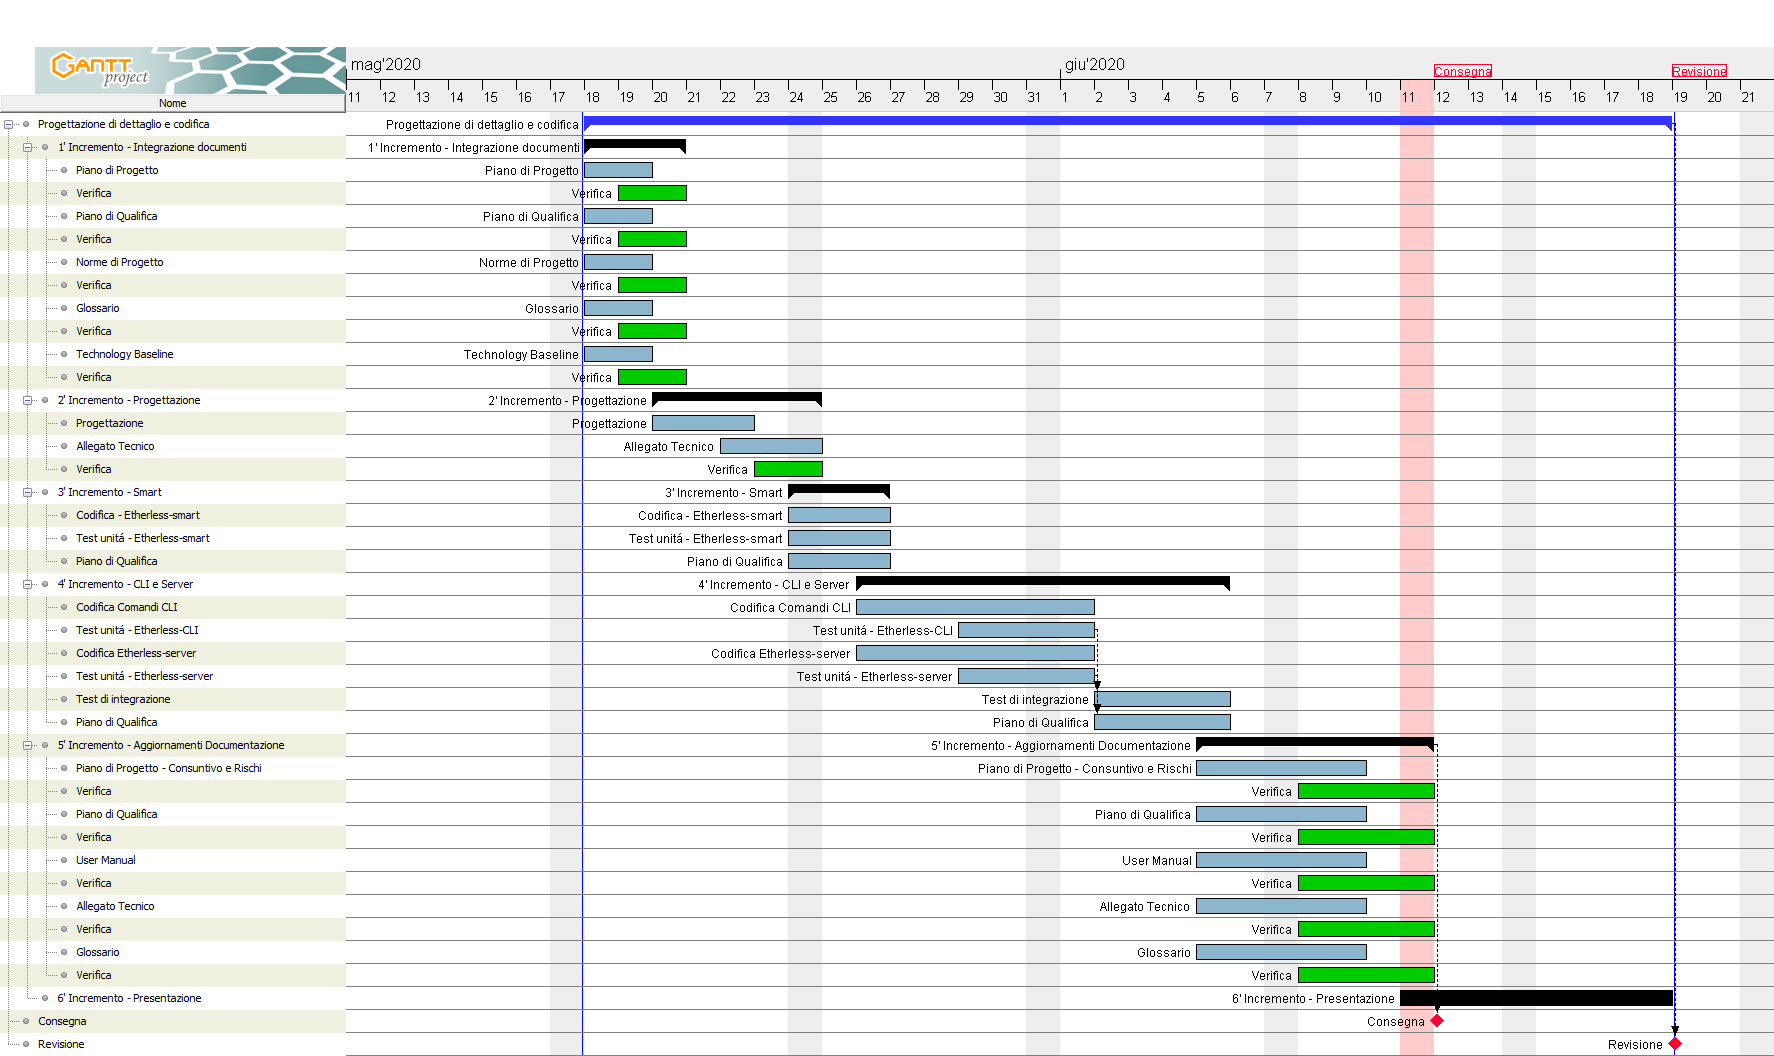 GANTT
project
mag'2020
giu'2020
Consegna
Revisione
Nome
11 12 13 14 15 16 17 18 19 20 21 22 23 24 25 26 27 28 29 30 31 1 2 3 4 5 6 7 8 9 10 11 12 13 14 15 16 17 18 19 20 21
Progettazione di dettaglio e codifica Progettazione di dettaglio e codifica
1' Incremento - Integrazione documenti 1' Incremento - Integrazione documenti
Piano di Progetto Piano di Progetto
Verifica Verifica
Piano di Qualifica Piano di Qualifica
Verifica Verifica
Norme di Progetto Norme di Progetto
Verifica Verifica
Glossario Glossario
Verifica Verifica
Technology Baseline Technology Baseline
Verifica Verifica
2' Incremento - Progettazione 2' Incremento - Progettazione
Progettazione Progettazione
Allegato Tecnico Allegato Tecnico
Verifica Verifica
3' Incremento - Smart 3' Incremento - Smart
Codifica - Etherless-smart Codifica - Etherless-smart
Test unitá - Etherless-smart Test unitá - Etherless-smart
Piano di Qualifica Piano di Qualifica
4' Incremento - CLI e Server 4' Incremento - CLI e Server
Codifica Comandi CLI Codifica Comandi CLI
Test unitá - Etherless-CLI Test unitá - Etherless-CLI
Codifica Etherless-server Codifica Etherless-server
Test unitá - Etherless-server Test unitá - Etherless-server
Test di integrazione Test di integrazione
Piano di Qualifica Piano di Qualifica
5' Incremento - Aggiornamenti Documentazione 5' Incremento - Aggiornamenti Documentazione
Piano di Progetto - Consuntivo e Rischi Piano di Progetto - Consuntivo e Rischi
Verifica Verifica
Piano di Qualifica Piano di Qualifica
Verifica Verifica
User Manual User Manual
Verifica Verifica
Allegato Tecnico Allegato Tecnico
Verifica Verifica
Glossario Glossario
Verifica Verifica
6' Incremento - Presentazione 6' Incremento - Presentazione
Consegna Consegna
Revisione Revisione